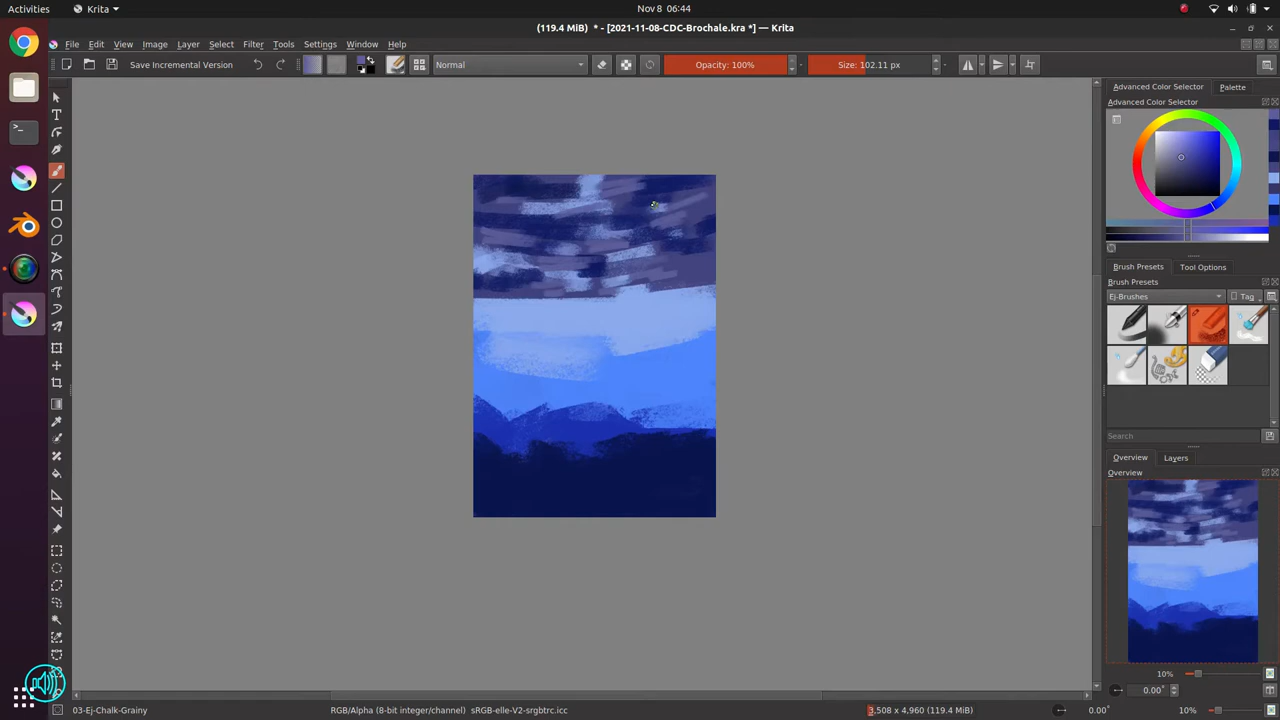 Activities Krita Nov 8 06:44
(119.4 MiB) * - [2021-11-08-CDC-Brochale.kra *] — Krita
File Edit View Image Layer Select Filter Tools Settings Window Help
Save Incremental Version Normal Opacity: 100% Size: 102.11 px
Advanced Color Selector Palette
Advanced Color Selector
Brush Presets Tool Options
Brush Presets
Ej-Brushes Tag
Search
Overview Layers
Overview
10%
0.00°
03-Ej-Chalk-Grainy RGB/Alpha (8-bit integer/channel) sRGB-elle-V2-srgbtrc.icc 3,508 x 4,960 (119.4 MiB) 0.00° 10%